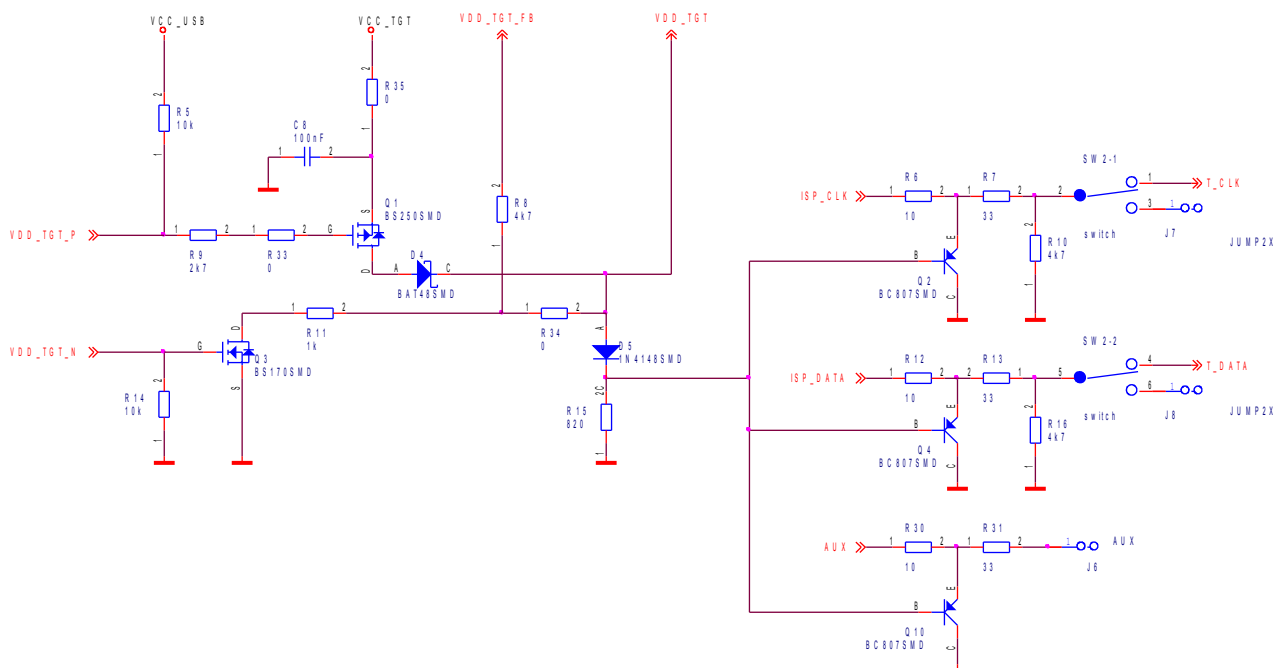 VCC_USB
VCC_TGT
VDD_TGT_FB
VDD_TGT
2
R35
0
1
2
R5
10k
1
C8
100nF
1
2
SW2-1
ISP_CLK
1
R6
2
10
1
R7
2
33
2
1
T_CLK
3
1
switch
J7
JUMP2X
2
R8
4k7
1
Q1
BS250SMD
S
G
D
VDD_TGT_P
1
2
R9
2k7
1
2
R33
0
D4
A
C
BAT48SMD
2
R10
4k7
1
E
B
Q2
BC807SMD
C
1
2
R11
1k
1
2
R34
0
A
D5
1N4148SMD
C
VDD_TGT_N
G
D
Q3
BS170SMD
S
2
R14
10k
1
2
R15
820
1
SW2-2
ISP_DATA
1
R12
2
10
2
R13
1
33
5
4
T_DATA
6
1
switch
J8
JUMP2X
E
B
Q4
BC807SMD
C
2
R16
4k7
1
AUX
1
R30
2
10
1
R31
2
33
1
AUX
J6
E
B
Q10
BC807SMD
C